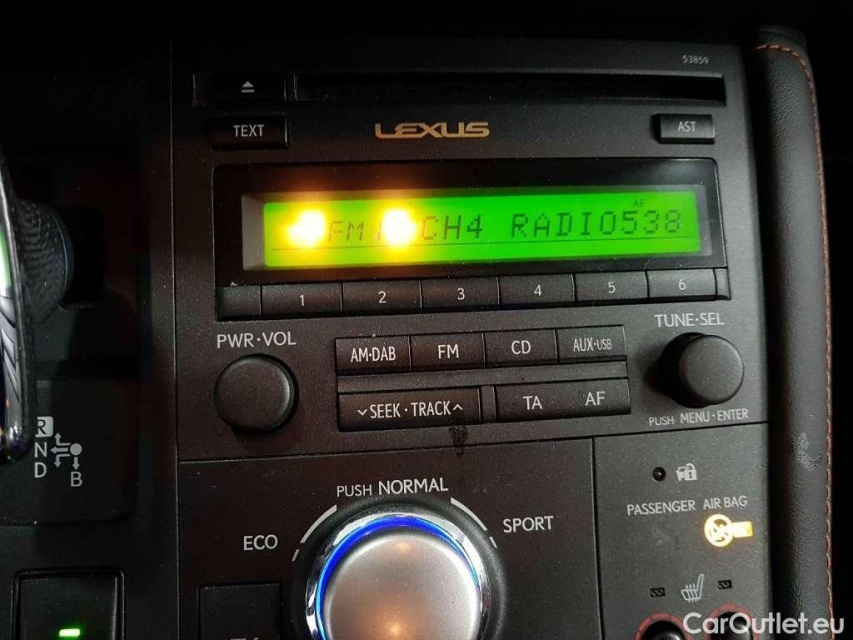 53859
TEXT
LEXUS
AST
AF
FM CH4 RADIO538
1 2 3 4 5 6
PWR·VOL
TUNE·SEL
AM·DAB FM CD AUX·USB
SEEK·TRACK TA AF
PUSH MENU·ENTER
R
N
D
B
PUSH NORMAL
ECO
SPORT
PASSENGER AIR BAG
CarOutlet.eu